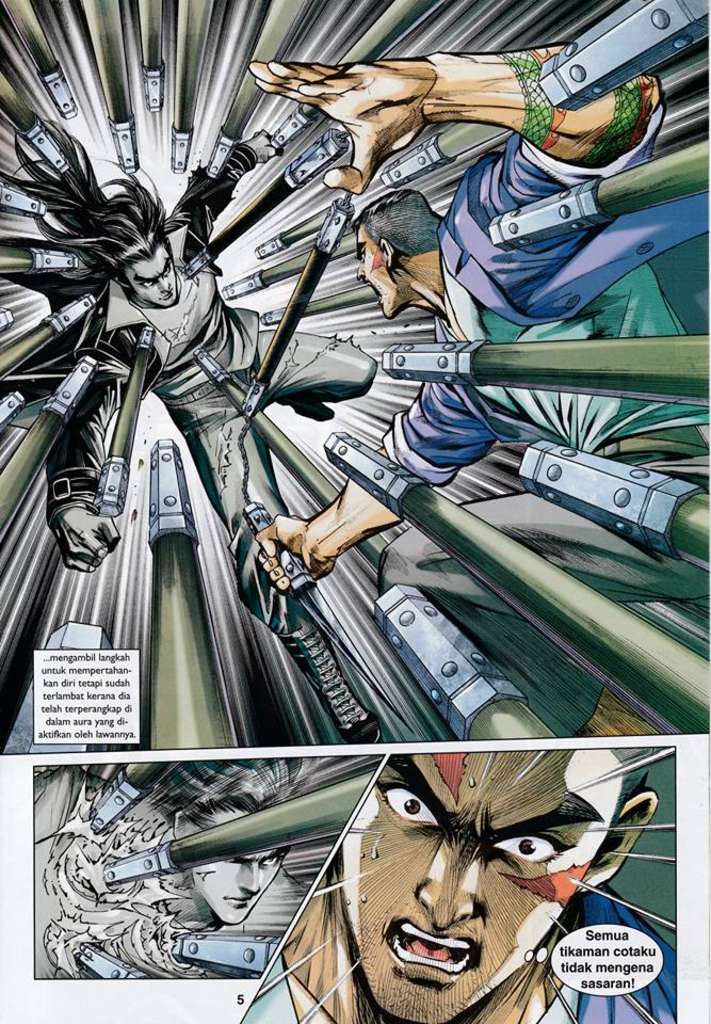 ...mengambil langkah
untuk mempertahan-
kan diri tetapi sudah
terlambat kerana dia
telah terperangkap di
dalam aura yang di-
aktifkan oleh lawannya.
Semua
tikaman cotaku
tidak mengena
sasaran!
5